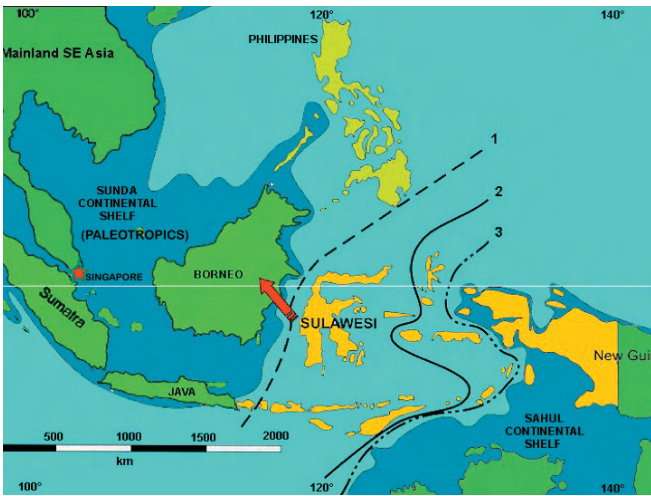 100°
120°
140°
PHILIPPINES
Mainland SE Asia
1
2
3
SUNDA
CONTINENTAL
SHELF
(PALEOTROPICS)
SINGAPORE
BORNEO
Sumatra
SULAWESI
New Gui
JAVA
SAHUL
CONTINENTAL
SHELF
500 1000 1500 2000
km
100°
120°
140°